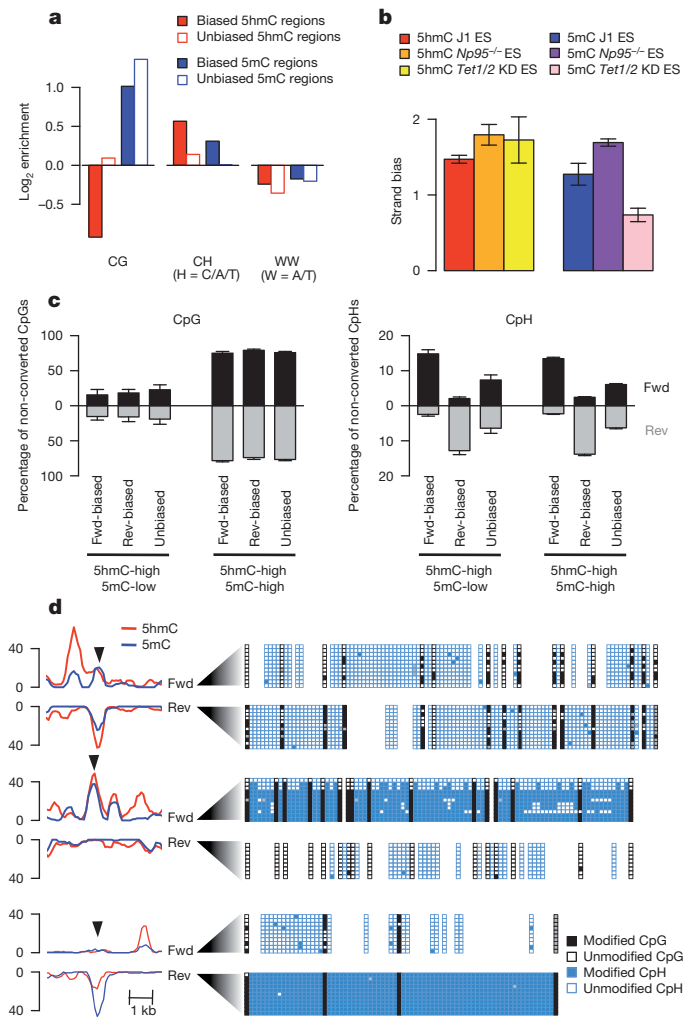 a
Biased 5hmC regions
Unbiased 5hmC regions
Biased 5mC regions
Unbiased 5mC regions
Log2 enrichment
1.0
0.5
0.0
−0.5
CG
CH
(H = C/A/T)
WW
(W = A/T)
b
5hmC J1 ES
5hmC Np95−/− ES
5hmC Tet1/2 KD ES
5mC J1 ES
5mC Np95−/− ES
5mC Tet1/2 KD ES
Strand bias
2
1
0
c
CpG
Percentage of non-converted CpGs
100
50
0
50
100
Fwd-biased
Rev-biased
Unbiased
Fwd-biased
Rev-biased
Unbiased
5hmC-high
5mC-low
5hmC-high
5mC-high
CpH
Percentage of non-converted CpHs
20
10
0
10
20
Fwd
Rev
Fwd-biased
Rev-biased
Unbiased
Fwd-biased
Rev-biased
Unbiased
5hmC-high
5mC-low
5hmC-high
5mC-high
d
5hmC
5mC
40
0
Fwd
0
Rev
40
40
0
Fwd
0
Rev
40
40
0
Fwd
0
Rev
40
1 kb
Modified CpG
Unmodified CpG
Modified CpH
Unmodified CpH